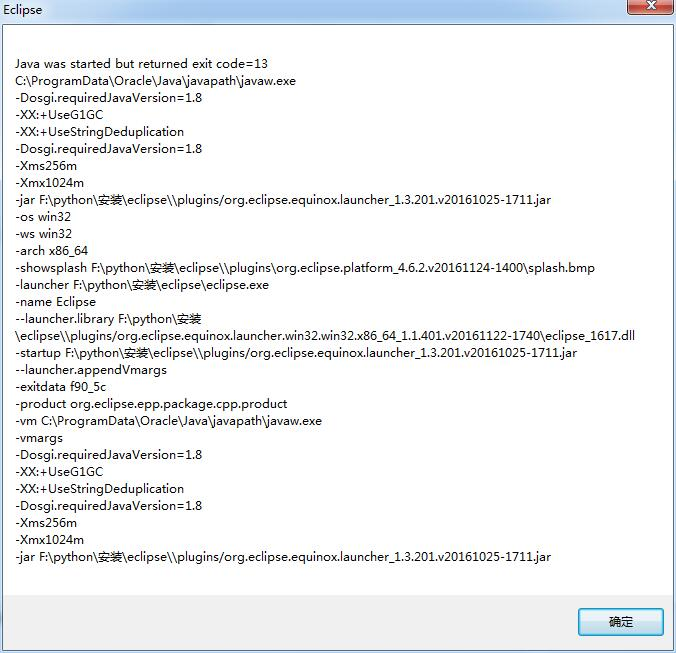 Eclipse
Java was started but returned exit code=13
C:\ProgramData\Oracle\Java\javapath\javaw.exe
-Dosgi.requiredJavaVersion=1.8
-XX:+UseG1GC
-XX:+UseStringDeduplication
-Dosgi.requiredJavaVersion=1.8
-Xms256m
-Xmx1024m
-jar F:\python\安装\eclipse\\plugins/org.eclipse.equinox.launcher_1.3.201.v20161025-1711.jar
-os win32
-ws win32
-arch x86_64
-showsplash F:\python\安装\eclipse\\plugins\org.eclipse.platform_4.6.2.v20161124-1400\splash.bmp
-launcher F:\python\安装\eclipse\eclipse.exe
-name Eclipse
--launcher.library F:\python\安装
\eclipse\\plugins/org.eclipse.equinox.launcher.win32.win32.x86_64_1.1.401.v20161122-1740\eclipse_1617.dll
-startup F:\python\安装\eclipse\\plugins/org.eclipse.equinox.launcher_1.3.201.v20161025-1711.jar
--launcher.appendVmargs
-exitdata f90_5c
-product org.eclipse.epp.package.cpp.product
-vm C:\ProgramData\Oracle\Java\javapath\javaw.exe
-vmargs
-Dosgi.requiredJavaVersion=1.8
-XX:+UseG1GC
-XX:+UseStringDeduplication
-Dosgi.requiredJavaVersion=1.8
-Xms256m
-Xmx1024m
-jar F:\python\安装\eclipse\\plugins/org.eclipse.equinox.launcher_1.3.201.v20161025-1711.jar
确定